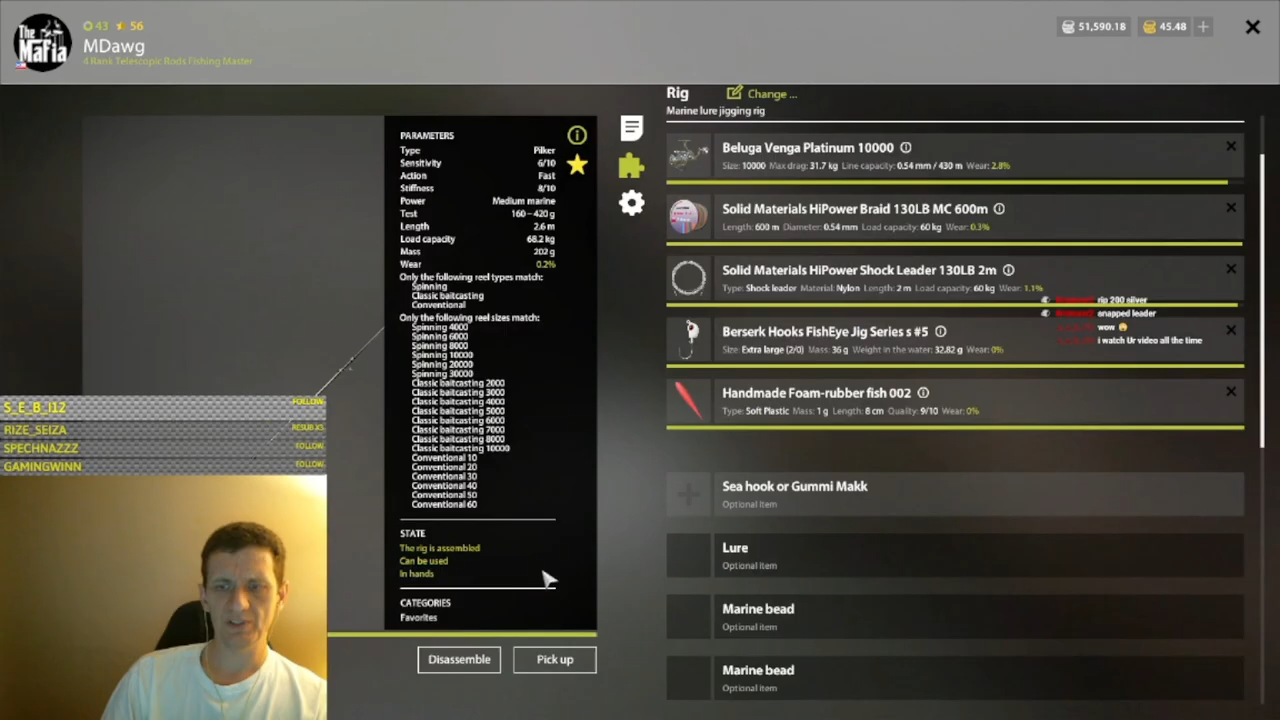 The
Mafia
43 56
MDawg
4 Rank Telescopic Rods Fishing Master
51,590.18 45.48 +
PARAMETERS
Type Pilker
Sensitivity 6/10
Action Fast
Stiffness 8/10
Power Medium marine
Test 160 – 420 g
Length 2.6 m
Load capacity 68.2 kg
Mass 202 g
Wear 0.2%
Only the following reel types match:
Spinning
Classic baitcasting
Conventional
Only the following reel sizes match:
Spinning 4000
Spinning 6000
Spinning 8000
Spinning 10000
Spinning 20000
Spinning 30000
Classic baitcasting 2000
Classic baitcasting 3000
Classic baitcasting 4000
Classic baitcasting 5000
Classic baitcasting 6000
Classic baitcasting 7000
Classic baitcasting 8000
Classic baitcasting 10000
Conventional 10
Conventional 20
Conventional 30
Conventional 40
Conventional 50
Conventional 60
STATE
The rig is assembled
Can be used
In hands
CATEGORIES
Favorites
Disassemble Pick up
Rig Change ...
Marine lure jigging rig
Beluga Venga Platinum 10000
Size: 10000 Max drag: 31.7 kg Line capacity: 0.54 mm / 430 m Wear: 2.8%
Solid Materials HiPower Braid 130LB MC 600m
Length: 600 m Diameter: 0.54 mm Load capacity: 60 kg Wear: 0.3%
Solid Materials HiPower Shock Leader 130LB 2m
Type: Shock leader Material: Nylon Length: 2 m Load capacity: 60 kg Wear: 1.1%
rip 200 silver
snapped leader
wow
i watch Ur video all the time
Berserk Hooks FishEye Jig Series s #5
Size: Extra large (2/0) Mass: 36 g Weight in the water: 32.82 g Wear: 0%
Handmade Foam-rubber fish 002
Type: Soft Plastic Mass: 1 g Length: 8 cm Quality: 9/10 Wear: 0%
Sea hook or Gummi Makk
Optional item
Lure
Optional item
Marine bead
Optional item
Marine bead
Optional item
S_E_B_I12 FOLLOW
RIZE_SEIZA
SPECHNAZZZ FOLLOW
GAMINGWINN FOLLOW